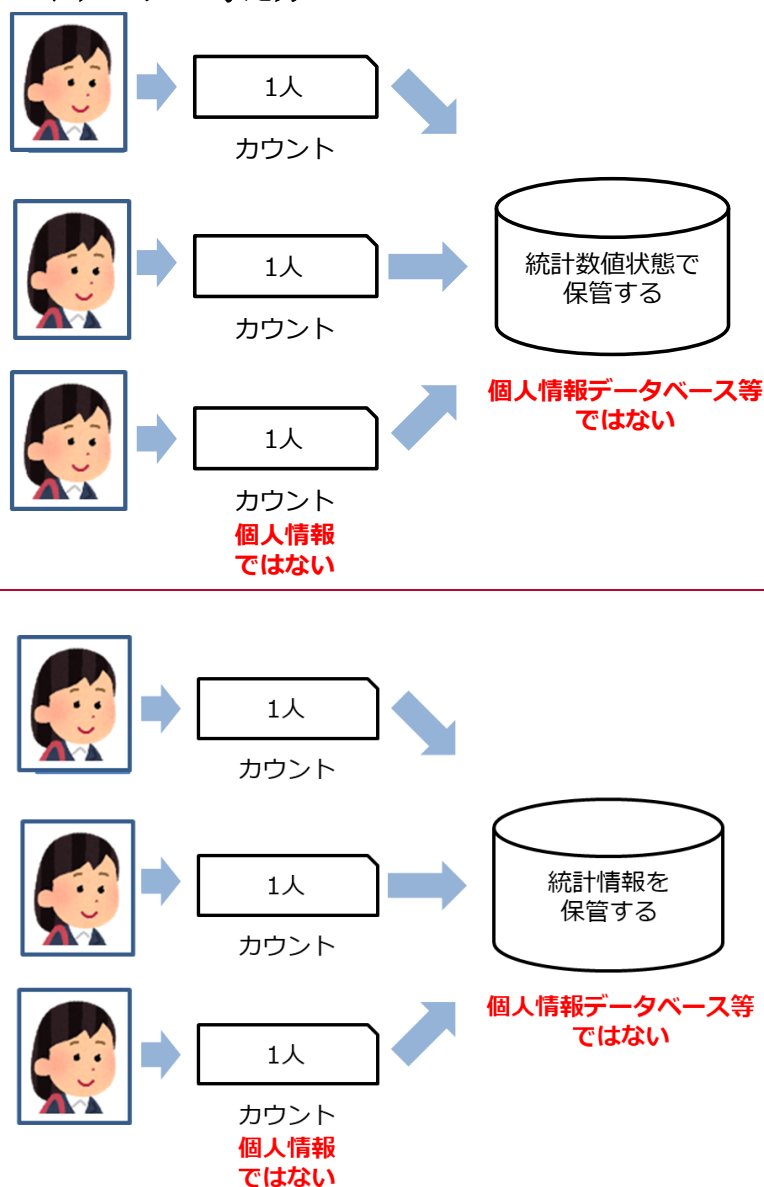 1人
カウント
1人
カウント
1人
カウント
個人情報
ではない
統計数値状態で
保管する
個人情報データベース等
ではない
1人
カウント
1人
カウント
1人
カウント
個人情報
ではない
統計情報を
保管する
個人情報データベース等
ではない